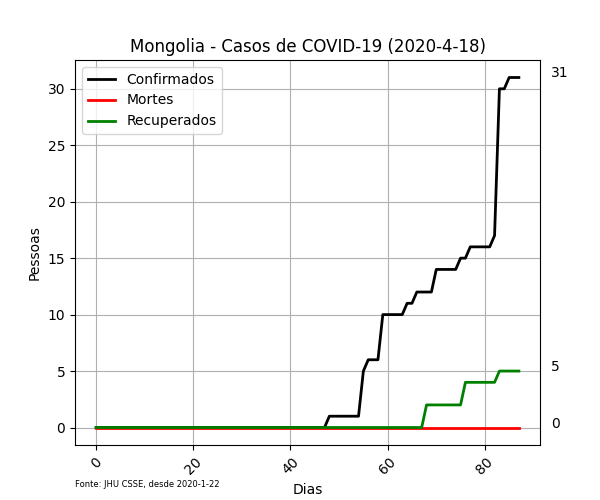 Mongolia - Casos de COVID-19 (2020-4-18)
Confirmados
Mortes
Recuperados
31
5
0
Pessoas
30
25
20
15
10
5
0
0
20
40
60
80
Dias
Fonte: JHU CSSE, desde 2020-1-22